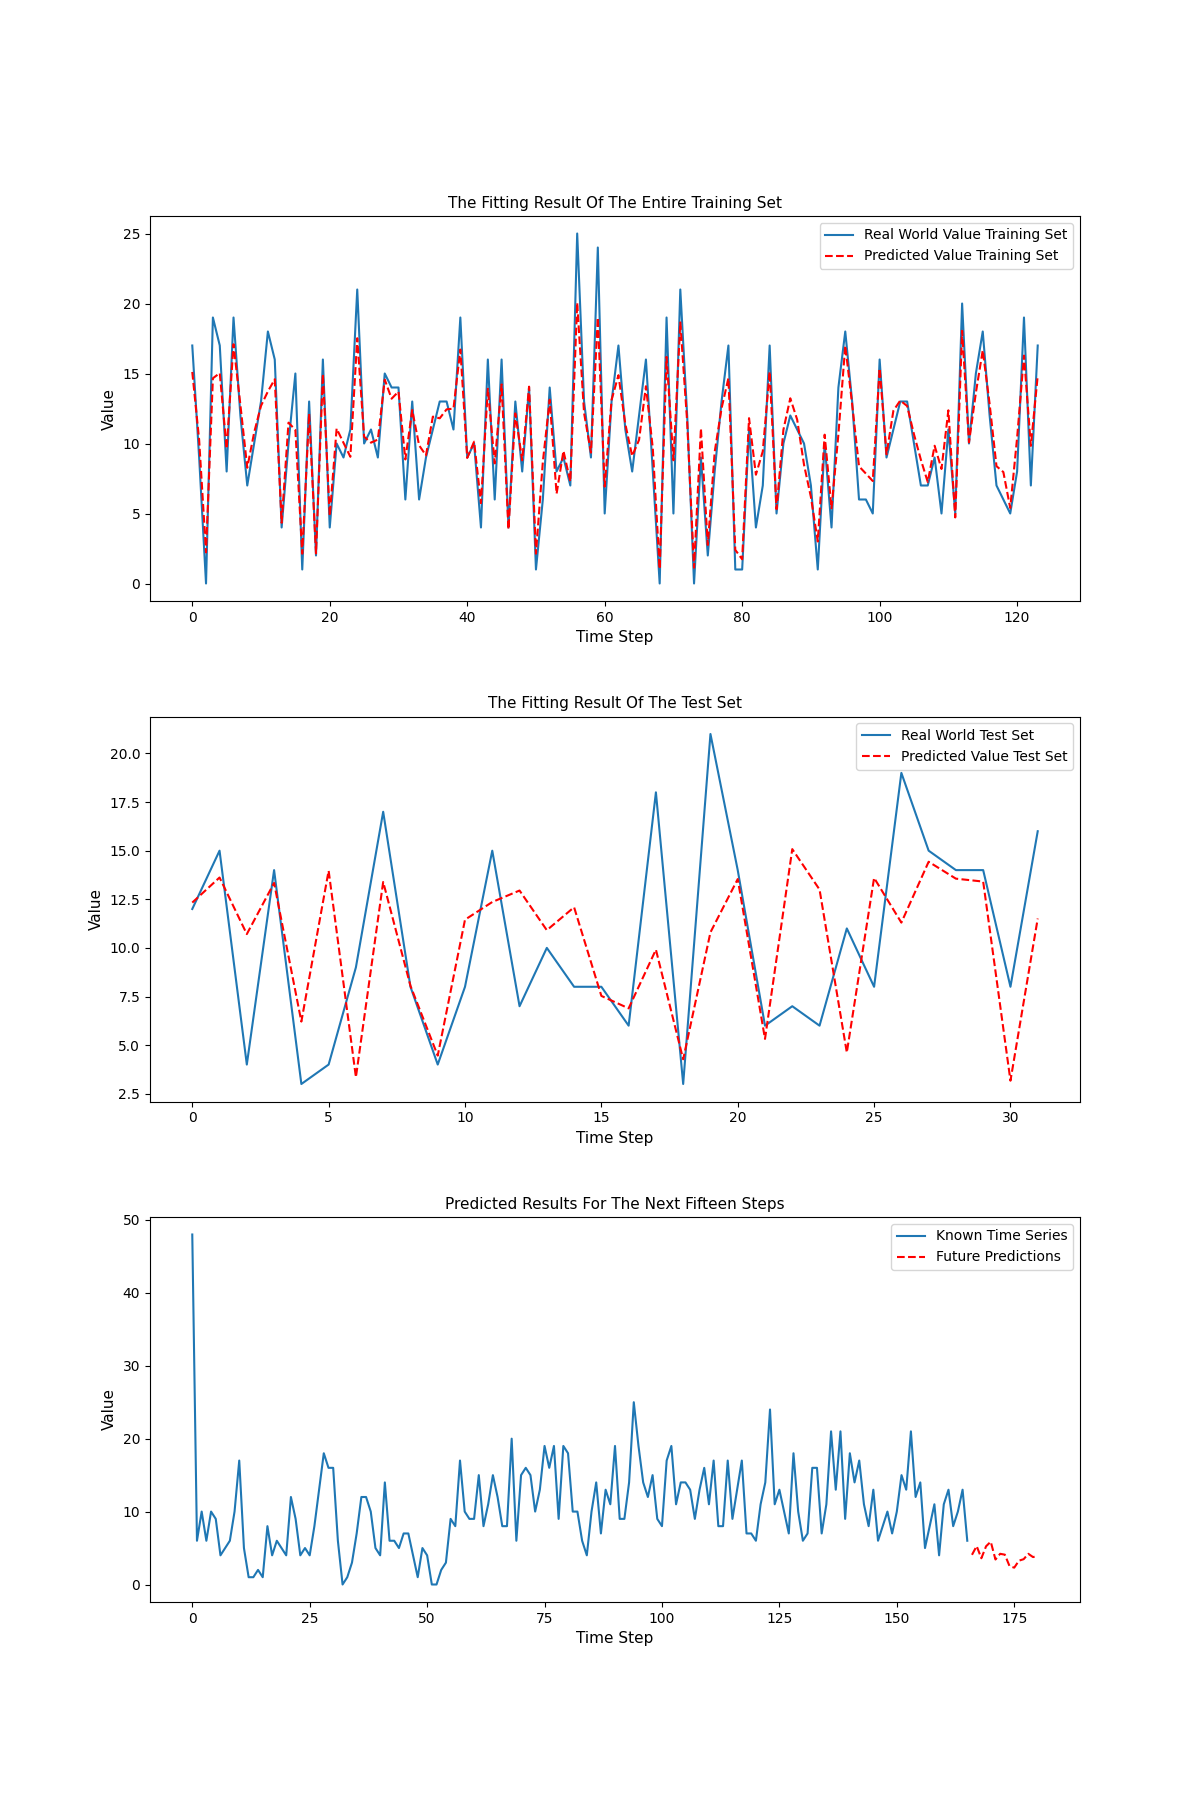 The Fitting Result Of The Entire Training Set
25
20
15
10
5
0
Value
Real World Value Training Set
Predicted Value Training Set
0 20 40 60 80 100 120
Time Step
The Fitting Result Of The Test Set
20.0
17.5
15.0
12.5
10.0
7.5
5.0
2.5
Value
Real World Test Set
Predicted Value Test Set
0 5 10 15 20 25 30
Time Step
Predicted Results For The Next Fifteen Steps
50
40
30
20
10
0
Value
Known Time Series
Future Predictions
0 25 50 75 100 125 150 175
Time Step